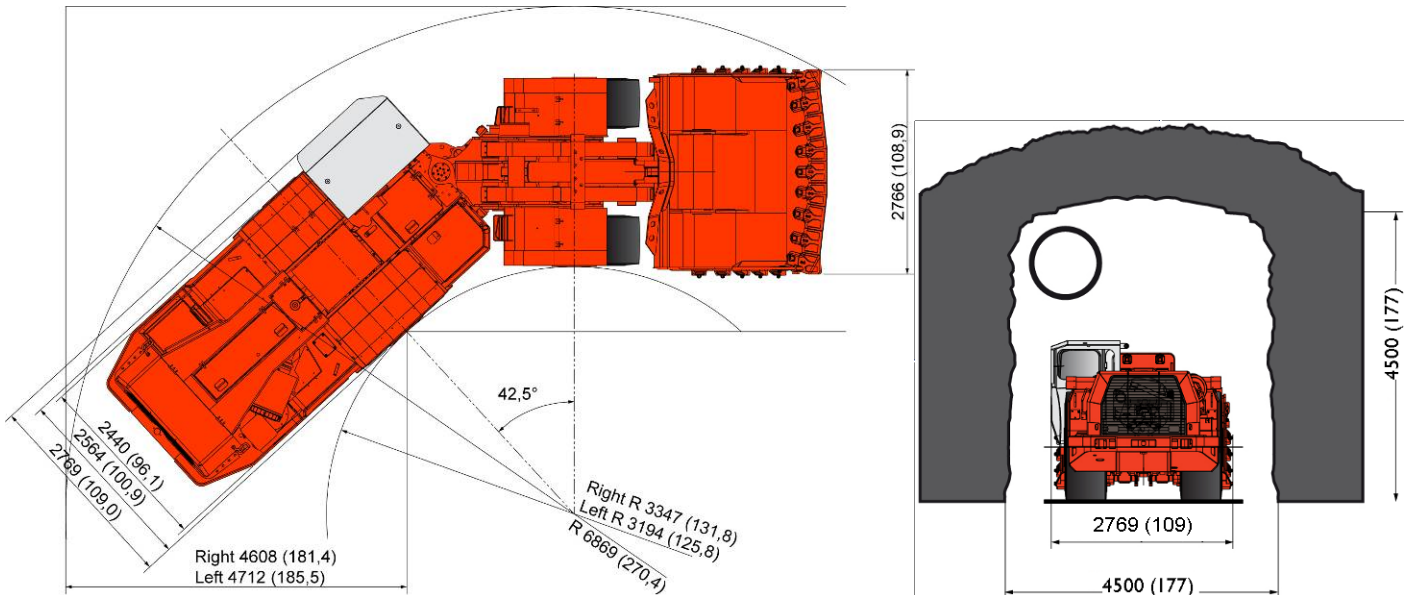 2766 (108,9)
42,5°
2440 (96,1)
2564 (100,9)
2769 (109,0)
Right R 3347 (131,8)
Left R 3194 (125,8)
R 6869 (270,4)
Right 4608 (181,4)
Left 4712 (185,5)
4500 (177)
2769 (109)
4500 (177)